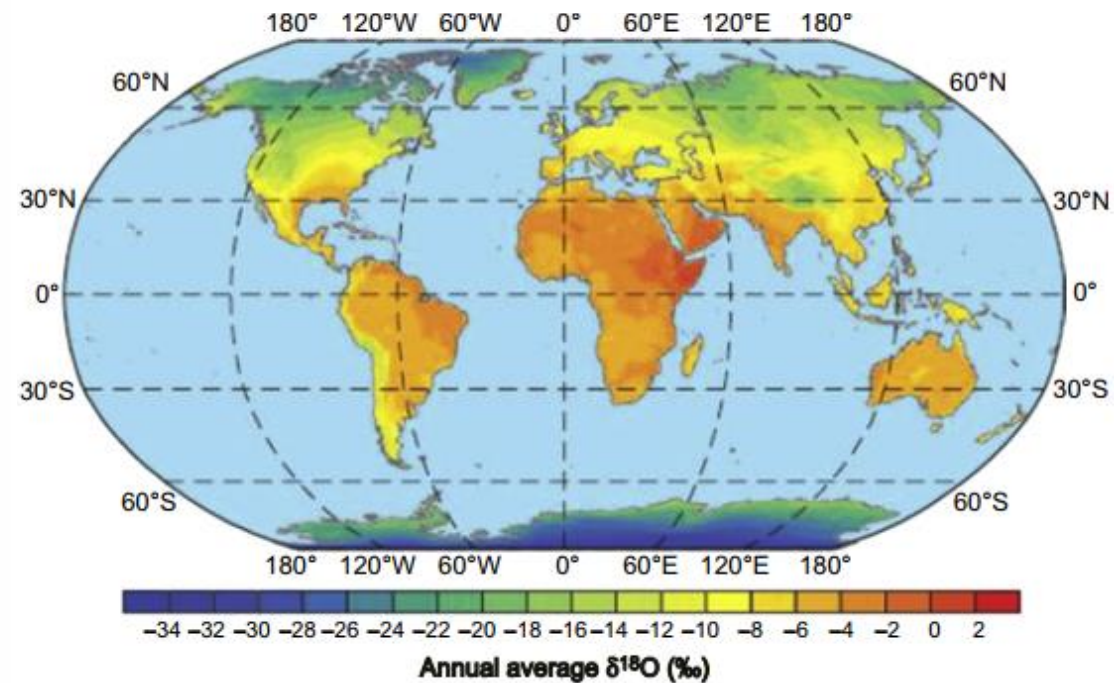 180° 120°W 60°W 0° 60°E 120°E 180°
60°N 60°N
30°N 30°N
0° 0°
30°S 30°S
60°S 60°S
180° 120°W 60°W 0° 60°E 120°E 180°
–34 –32 –30 –28 –26 –24 –22 –20 –18 –16 –14 –12 –10 –8 –6 –4 –2 0 2
Annual average δ¹⁸O (‰)